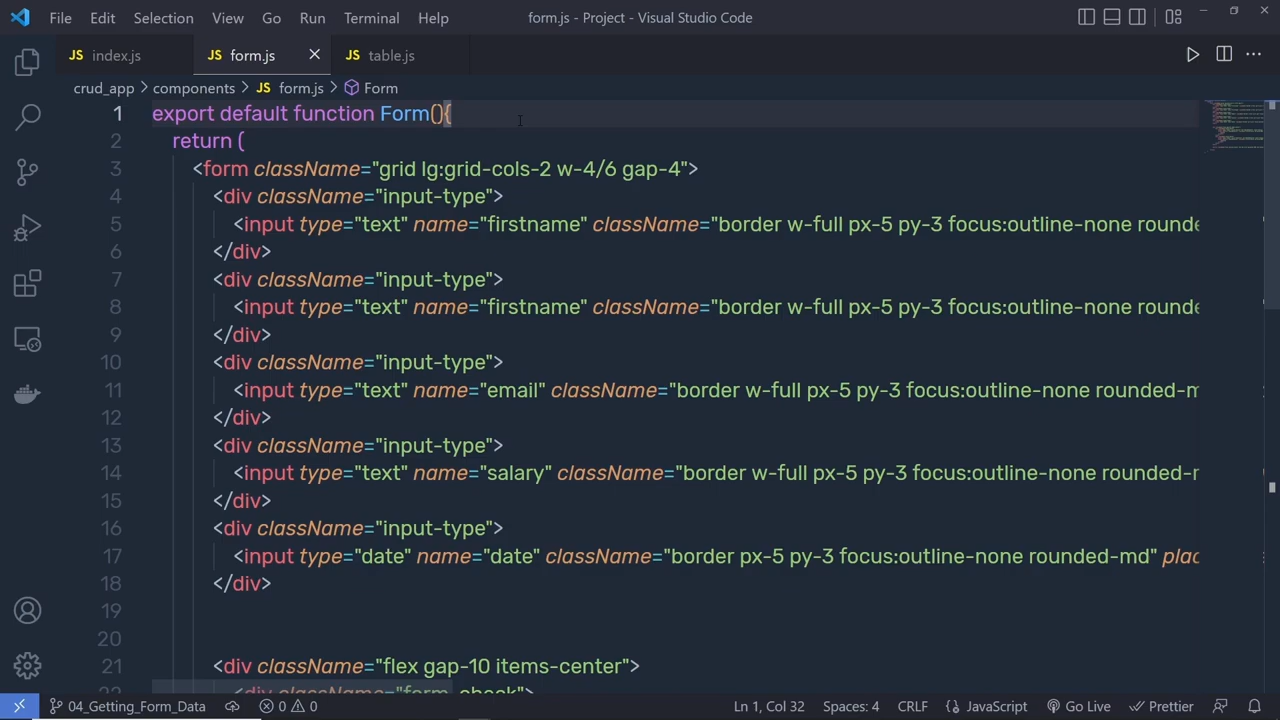 File Edit Selection View Go Run Terminal Help form.js - Project - Visual Studio Code
JS index.js JS form.js JS table.js
crud_app > components > JS form.js > Form
1 export default function Form(){
2 return (
3 <form className="grid lg:grid-cols-2 w-4/6 gap-4">
4 <div className="input-type">
5 <input type="text" name="firstname" className="border w-full px-5 py-3 focus:outline-none rounde
6 </div>
7 <div className="input-type">
8 <input type="text" name="firstname" className="border w-full px-5 py-3 focus:outline-none rounde
9 </div>
10 <div className="input-type">
11 <input type="text" name="email" className="border w-full px-5 py-3 focus:outline-none rounded-m
12 </div>
13 <div className="input-type">
14 <input type="text" name="salary" className="border w-full px-5 py-3 focus:outline-none rounded-r
15 </div>
16 <div className="input-type">
17 <input type="date" name="date" className="border px-5 py-3 focus:outline-none rounded-md" plac
18 </div>
19
20
21 <div className="flex gap-10 items-center">
22 <div className="form-check">
04_Getting_Form_Data 0 0 Ln 1, Col 32 Spaces: 4 CRLF JavaScript Go Live Prettier